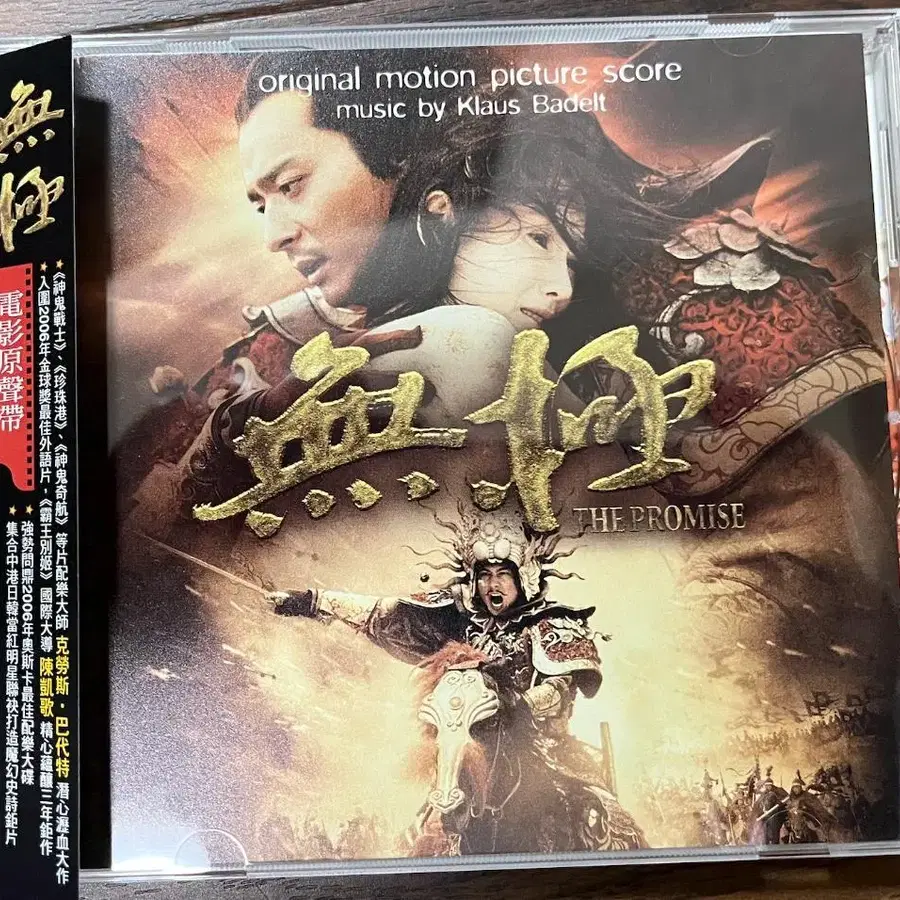 無極
電影原聲帶
★《神鬼戰士》、《珍珠港》、《神鬼奇航》等片配樂大師 克勞斯・巴代特 潛心瀝血大作
★入圍2006年金球獎最佳外語片,《霸王別姬》國際大導 陳凱歌 精心蘊釀三年鉅作
★強勢問鼎2006年奧斯卡最佳配樂大碟
★集合中港日韓當紅明星聯袂打造魔幻史詩鉅片
original motion picture score
music by Klaus Badelt
無極
THE PROMISE